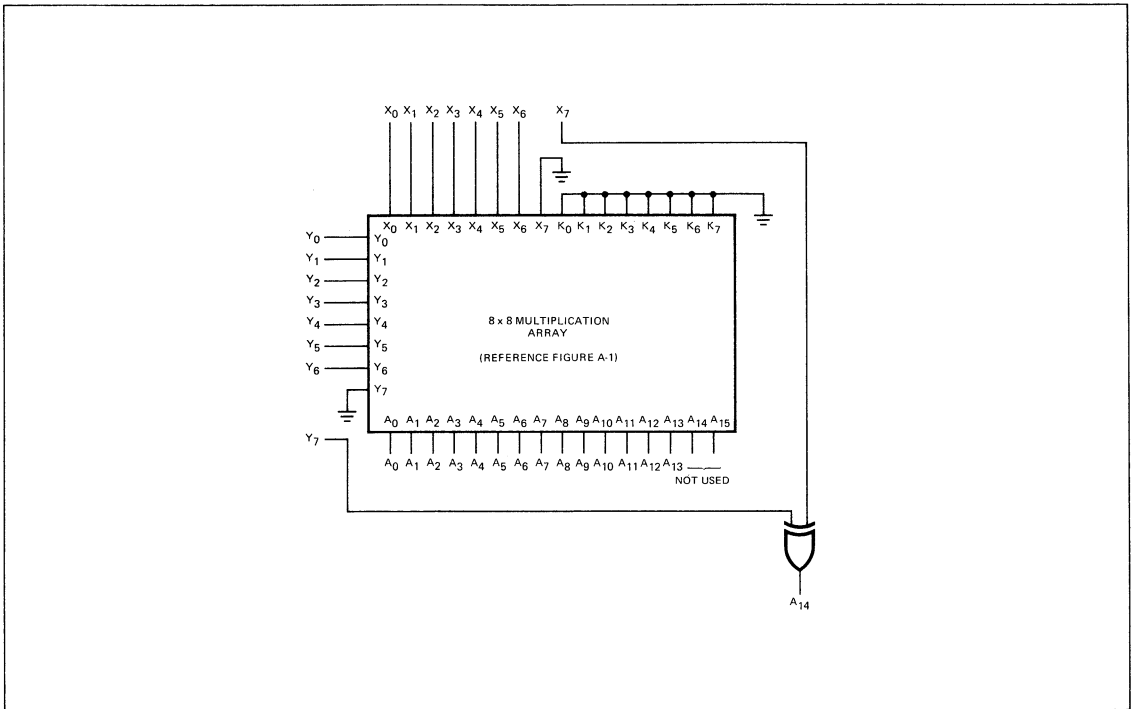 X0 X1 X2 X3 X4 X5 X6 X7
X0 X1 X2 X3 X4 X5 X6 X7 K0 K1 K2 K3 K4 K5 K6 K7
Y0 Y0
Y1 Y1
Y2 Y2
Y3 Y3
Y4 Y4
Y5 Y5
Y6 Y6
Y7
8 x 8 MULTIPLICATION
ARRAY
(REFERENCE FIGURE A-1)
A0 A1 A2 A3 A4 A5 A6 A7 A8 A9 A10 A11 A12 A13 A14 A15
Y7
A0 A1 A2 A3 A4 A5 A6 A7 A8 A9 A10 A11 A12 A13
NOT USED
A14